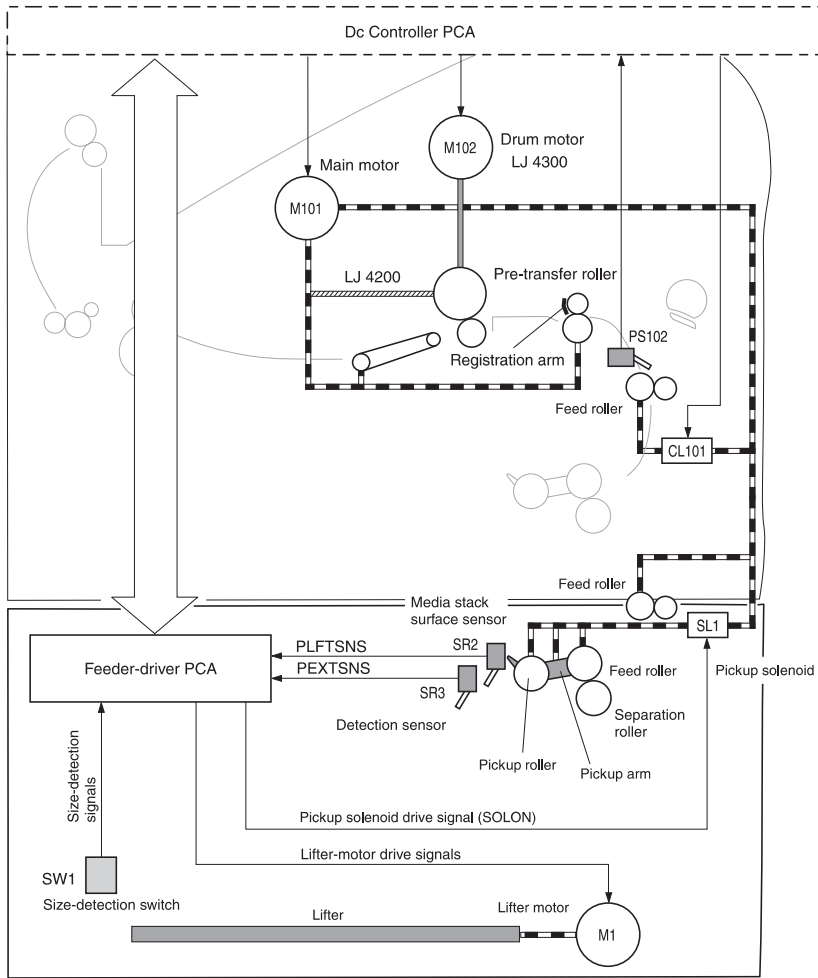 Dc Controller PCA
M102
Drum motor
LJ 4300
Main motor
M101
LJ 4200
Pre-transfer roller
PS102
Registration arm
Feed roller
CL101
Feed roller
Media stack
surface sensor
SL1
Feeder-driver PCA
PLFTSNS
SR2
PEXTSNS
SR3
Feed roller
Pickup solenoid
Detection sensor
Separation
roller
Pickup roller
Pickup arm
Size-detection
signals
Pickup solenoid drive signal (SOLON)
Lifter-motor drive signals
SW1
Size-detection switch
Lifter
Lifter motor
M1